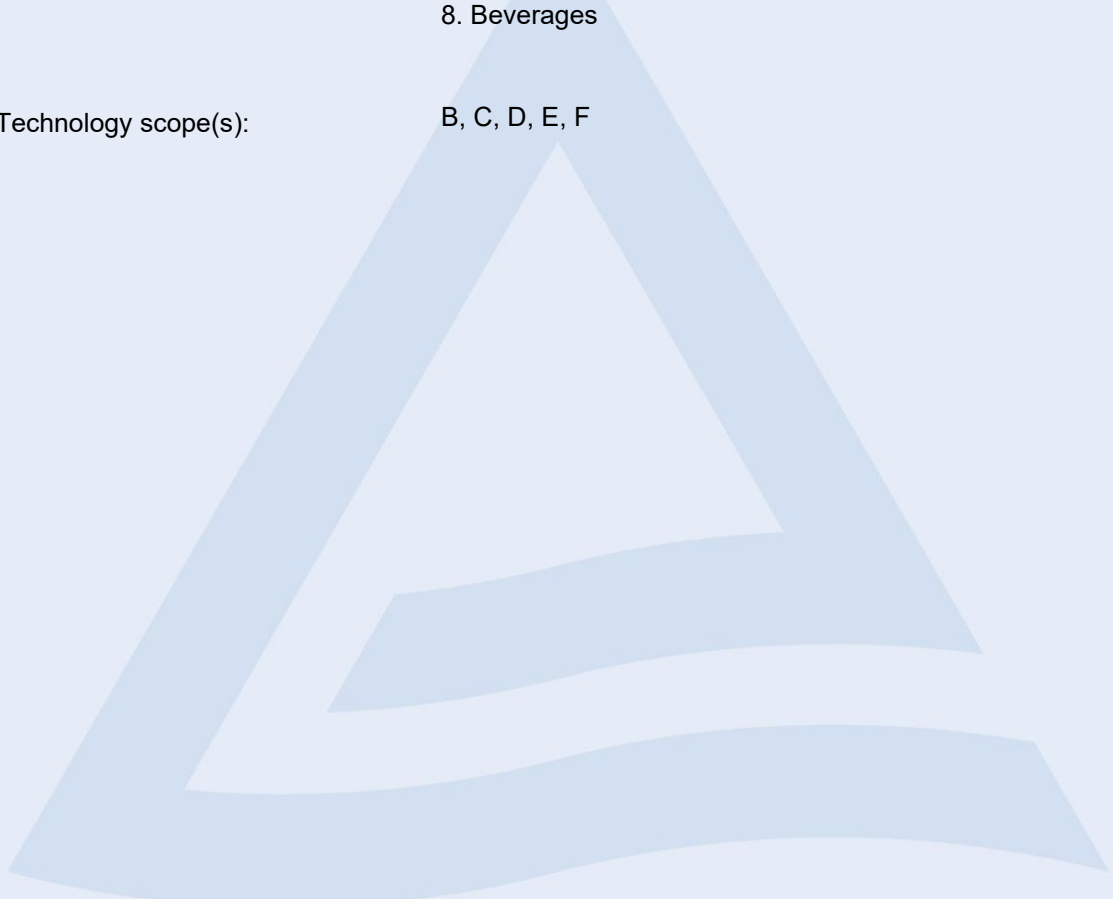 8. Beverages
Technology scope(s):
B, C, D, E, F